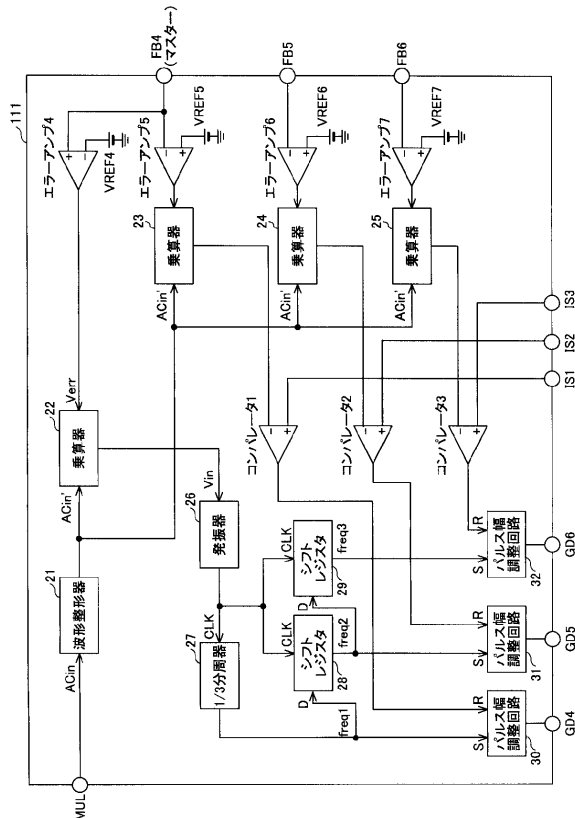 111
FB4
(マスター)
FB5
FB6
エラーアンプ4
VREF4
エラーアンプ5
VREF5
エラーアンプ6
VREF6
エラーアンプ7
VREF7
+
−
−
+
−
+
−
+
23
乗算器
24
乗算器
25
乗算器
ACin'
ACin'
ACin'
Verr
22
乗算器
ACin'
21
波形整形器
ACin
MUL
Vin
26
発振器
CLK
27
1/3分周器
コンパレータ1
−
+
コンパレータ2
−
+
コンパレータ3
−
+
IS1
IS2
IS3
CLK
D
シフト
レジスタ
28
freq2
CLK
D
シフト
レジスタ
29
freq3
freq1
S
R
パルス幅
調整回路
30
GD4
S
R
パルス幅
調整回路
31
GD5
S
R
パルス幅
調整回路
32
GD6